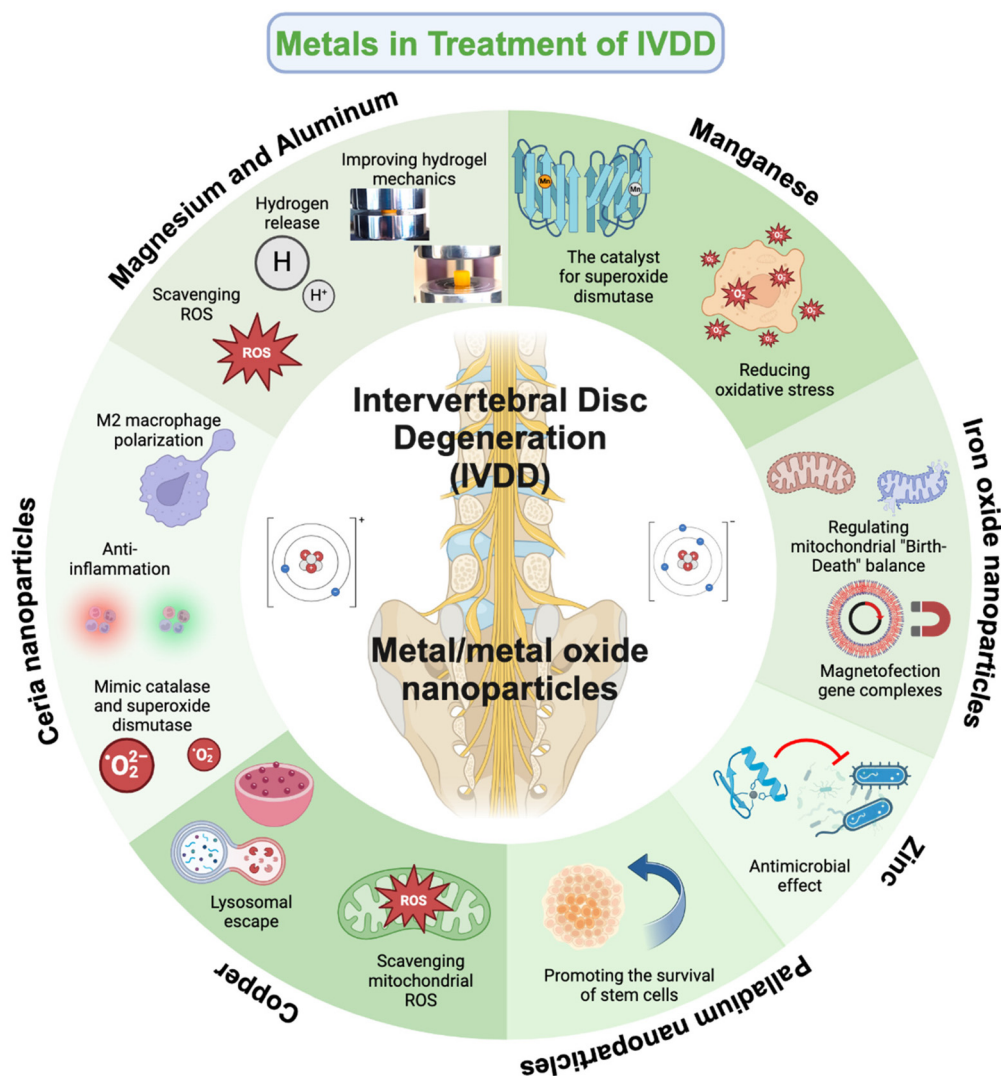 Metals in Treatment of IVDD
Magnesium and Aluminum
Improving hydrogel
mechanics
Hydrogen
release
H
H⁺
Scavenging
ROS
ROS
Manganese
Mn
Mn
The catalyst
for superoxide
dismutase
Reducing
oxidative stress
Iron oxide nanoparticles
Regulating
mitochondrial "Birth-
Death" balance
Magnetofection
gene complexes
Zinc
Antimicrobial
effect
Palladium nanoparticles
Promoting the survival
of stem cells
Copper
Lysosomal
escape
ROS
Scavenging
mitochondrial
ROS
Ceria nanoparticles
M2 macrophage
polarization
Anti-
inflammation
Mimic catalase
and superoxide
dismutase
•O₂²⁻
•O₂⁻
Intervertebral Disc
Degeneration
(IVDD)
+
-
Metal/metal oxide
nanoparticles